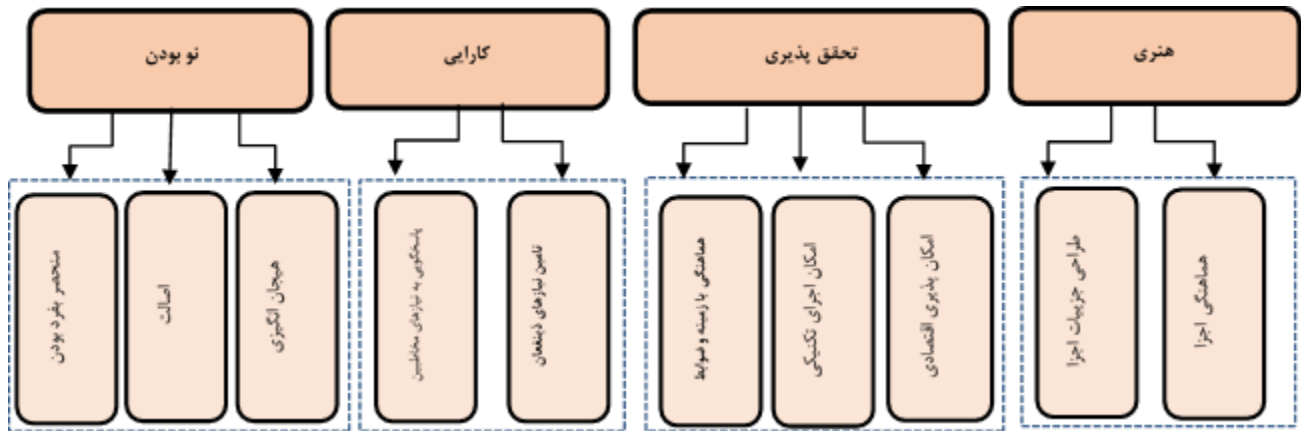 هنری
تحقق پذیری
کارایی
نو بودن
هماهنگی اجزا
طراحی جزییات اجزا
امکان پذیری اقتصادی
امکان اجرای تکنیکی
هماهنگی با زمینه و ضوابط
تامین نیازهای ذینفعان
پاسخگویی به نیازهای مخاطبین
هیجان انگیزی
اصالت
منحصر بفرد بودن